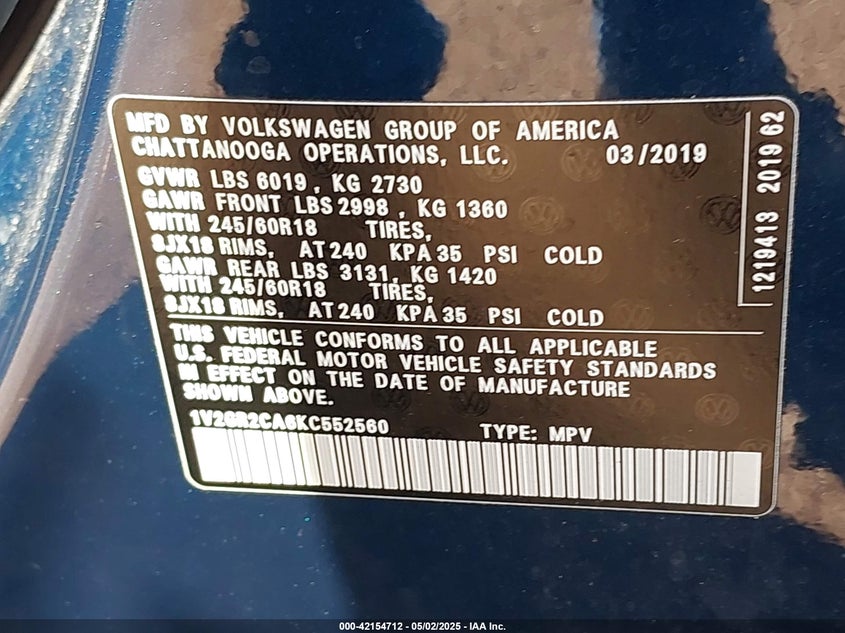 MFD BY VOLKSWAGEN GROUP OF AMERICA
CHATTANOOGA OPERATIONS, LLC. 03/2019
GVWR LBS 6019, KG 2730
GAWR FRONT LBS 2998, KG 1360
WITH 245/60R18 TIRES,
8JX18 RIMS, AT 240 KPA 35 PSI COLD
GAWR REAR LBS 3131, KG 1420
WITH 245/60R18 TIRES,
8JX18 RIMS, AT 240 KPA 35 PSI COLD
THIS VEHICLE CONFORMS TO ALL APPLICABLE
U.S. FEDERAL MOTOR VEHICLE SAFETY STANDARDS
IN EFFECT ON THE DATE OF MANUFACTURE
SHOWN ABOVE.
1V2GR2CA6KC552560 TYPE: MPV
1219413 2019 62
000-42154712 - 05/02/2025 - IAA Inc.